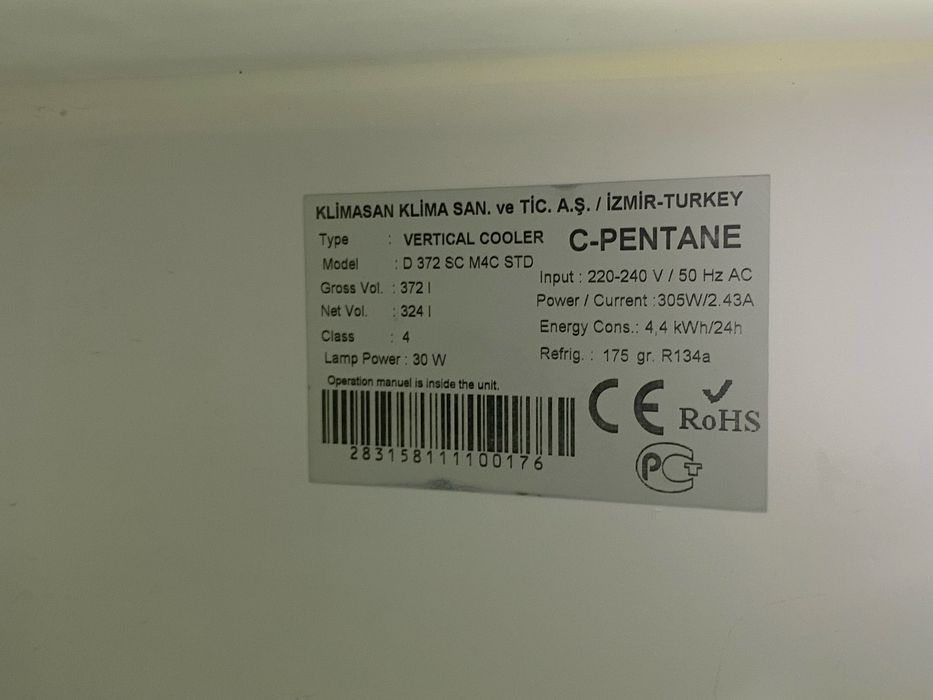 KLİMASAN KLİMA SAN. ve TİC. A.Ş. / İZMİR-TURKEY
Type : VERTICAL COOLER
C-PENTANE
Model : D 372 SC M4C STD
Input : 220-240 V / 50 Hz AC
Gross Vol. : 372 l
Power / Current :305W/2.43A
Net Vol. : 324 l
Energy Cons.: 4,4 kWh/24h
Class : 4
Refrig. : 175 gr. R134a
Lamp Power : 30 W
Operation manuel is inside the unit.
CE
RoHS
283158111100176
PCT